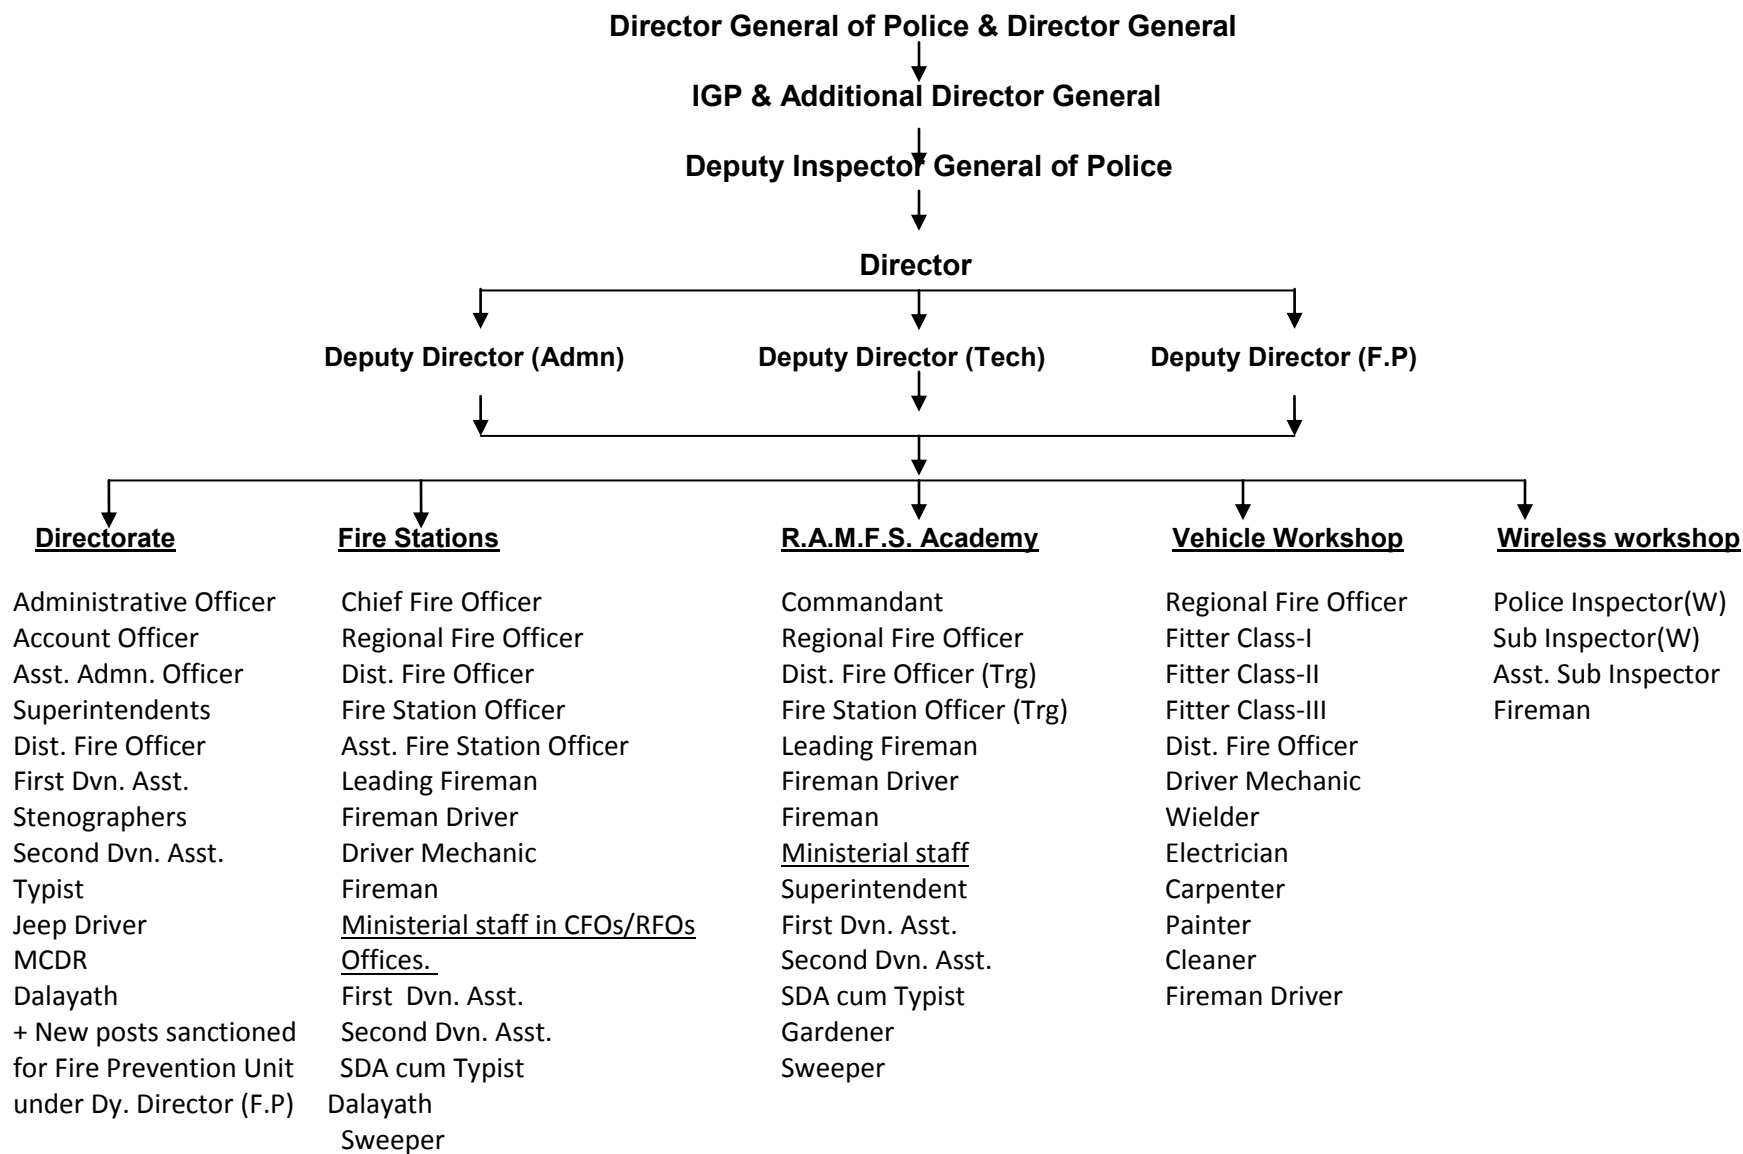 Director General of Police & Director General
IGP & Additional Director General
Deputy Inspector General of Police
Director
Deputy Director (Admn)
Deputy Director (Tech)
Deputy Director (F.P)
Directorate
Administrative Officer
Account Officer
Asst. Admn. Officer
Superintendents
Dist. Fire Officer
First Dvn. Asst.
Stenographers
Second Dvn. Asst.
Typist
Jeep Driver
MCDR
Dalayath
+ New posts sanctioned
for Fire Prevention Unit
under Dy. Director (F.P)
Fire Stations
Chief Fire Officer
Regional Fire Officer
Dist. Fire Officer
Fire Station Officer
Asst. Fire Station Officer
Leading Fireman
Fireman Driver
Driver Mechanic
Fireman
Ministerial staff in CFOs/RFOs
Offices.
First Dvn. Asst.
Second Dvn. Asst.
SDA cum Typist
Dalayath
Sweeper
R.A.M.F.S. Academy
Commandant
Regional Fire Officer
Dist. Fire Officer (Trg)
Fire Station Officer (Trg)
Leading Fireman
Fireman Driver
Fireman
Ministerial staff
Superintendent
First Dvn. Asst.
Second Dvn. Asst.
SDA cum Typist
Gardener
Sweeper
Vehicle Workshop
Regional Fire Officer
Fitter Class-I
Fitter Class-II
Fitter Class-III
Dist. Fire Officer
Driver Mechanic
Wielder
Electrician
Carpenter
Painter
Cleaner
Fireman Driver
Wireless workshop
Police Inspector(W)
Sub Inspector(W)
Asst. Sub Inspector
Fireman